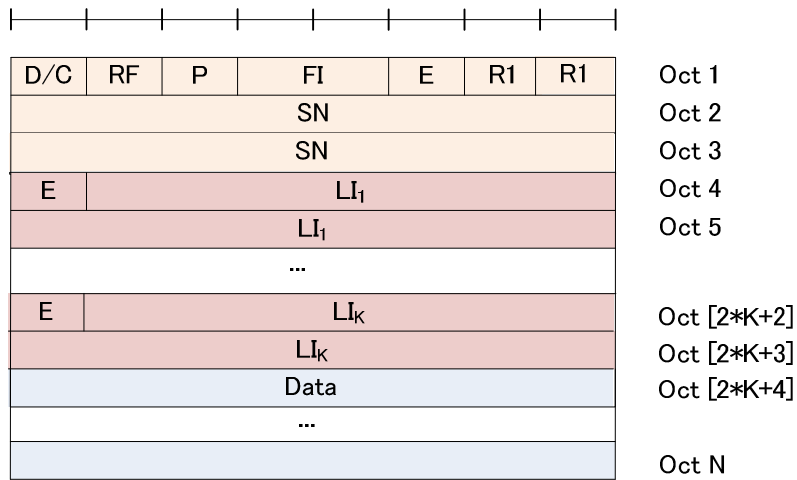 D/C RF P FI E R1 R1 Oct 1
SN Oct 2
SN Oct 3
E LI₁ Oct 4
LI₁ Oct 5
...
E LIK Oct [2*K+2]
LIK Oct [2*K+3]
Data Oct [2*K+4]
...
Oct N